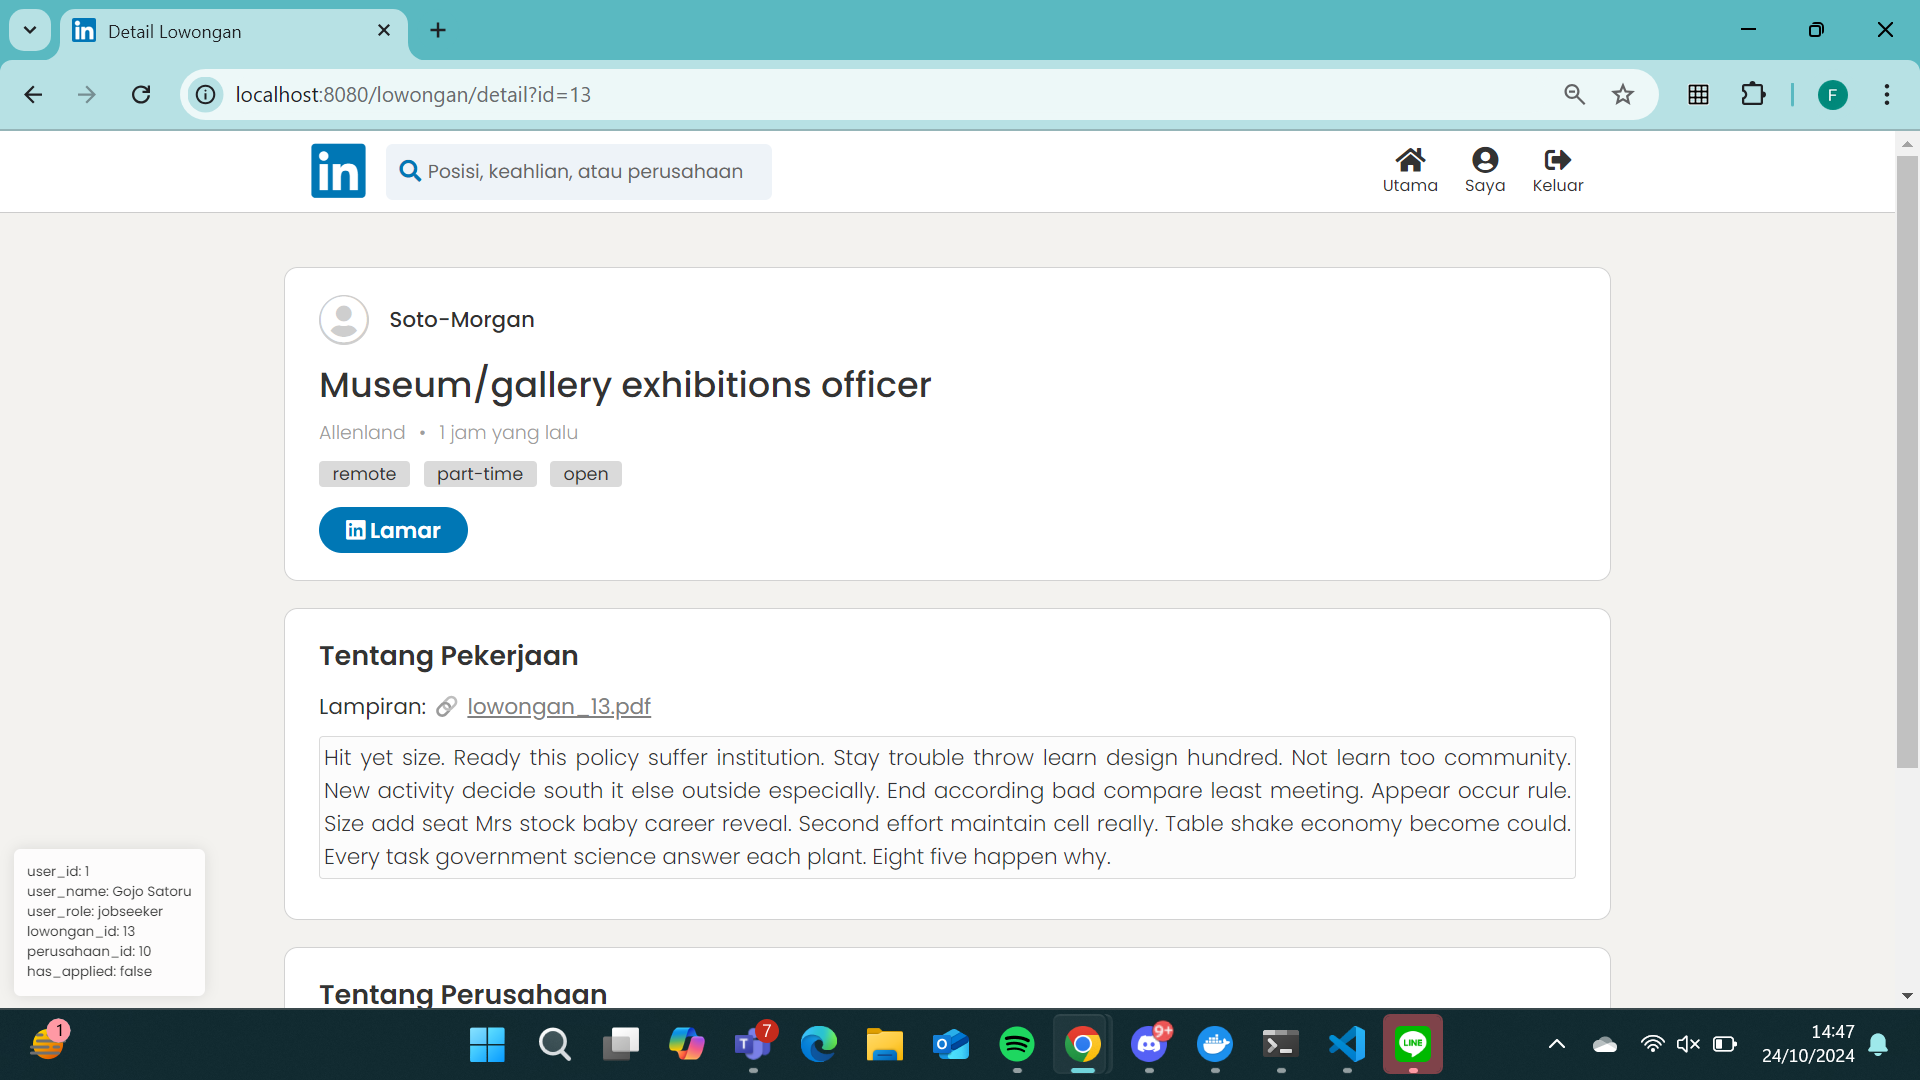 Detail Lowongan
localhost:8080/lowongan/detail?id=13
F
in
Posisi, keahlian, atau perusahaan
Utama
Saya
Keluar
Soto-Morgan
Museum/gallery exhibitions officer
Allenland • 1 jam yang lalu
remote
part-time
open
in Lamar
Tentang Pekerjaan
Lampiran: lowongan_13.pdf
Hit yet size. Ready this policy suffer institution. Stay trouble throw learn design hundred. Not learn too community.
New activity decide south it else outside especially. End according bad compare least meeting. Appear occur rule.
Size add seat Mrs stock baby career reveal. Second effort maintain cell really. Table shake economy become could.
Every task government science answer each plant. Eight five happen why.
user_id: 1
user_name: Gojo Satoru
user_role: jobseeker
lowongan_id: 13
perusahaan_id: 10
has_applied: false
Tentang Perusahaan
1
7
9+
LINE
14:47
24/10/2024